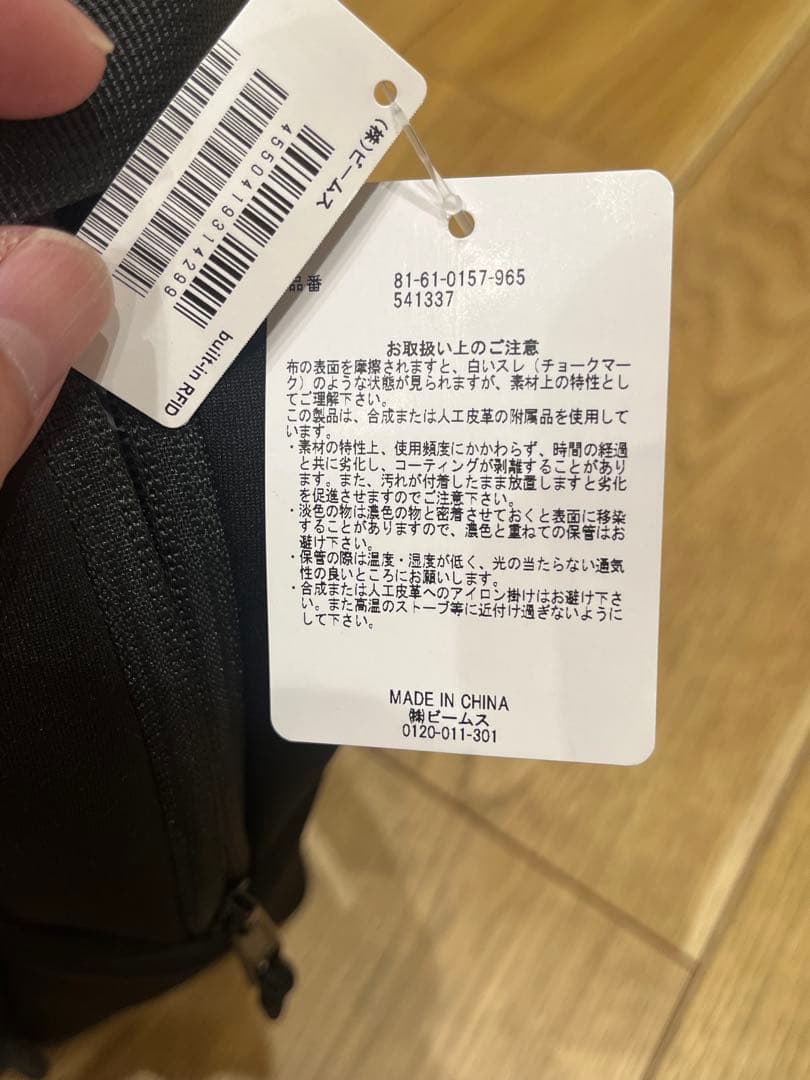 (株)ビームス
4550419314299
built-in RFID
品番 81-61-0157-965
541337
お取扱い上のご注意
布の表面を摩擦されますと、白いスレ（チョークマー
ク）のような状態が見られますが、素材上の特性とし
てご理解下さい。
この製品は、合成または人工皮革の附属品を使用して
います。
・素材の特性上、使用頻度にかかわらず、時間の経過
と共に劣化し、コーティングが剥離することがあり
ます。また、汚れが付着したまま放置しますと劣化
を促進させますのでご注意下さい。
・淡色の物は濃色の物と密着させておくと表面に移染
することがありますので、濃色と重ねての保管はお
避け下さい。
・保管の際は温度・湿度が低く、光の当たらない通気
性の良いところにお願いします。
・合成または人工皮革へのアイロン掛けはお避け下さ
い。また高温のストーブ等に近付け過ぎないように
して下さい。
MADE IN CHINA
㈱ビームス
0120-011-301